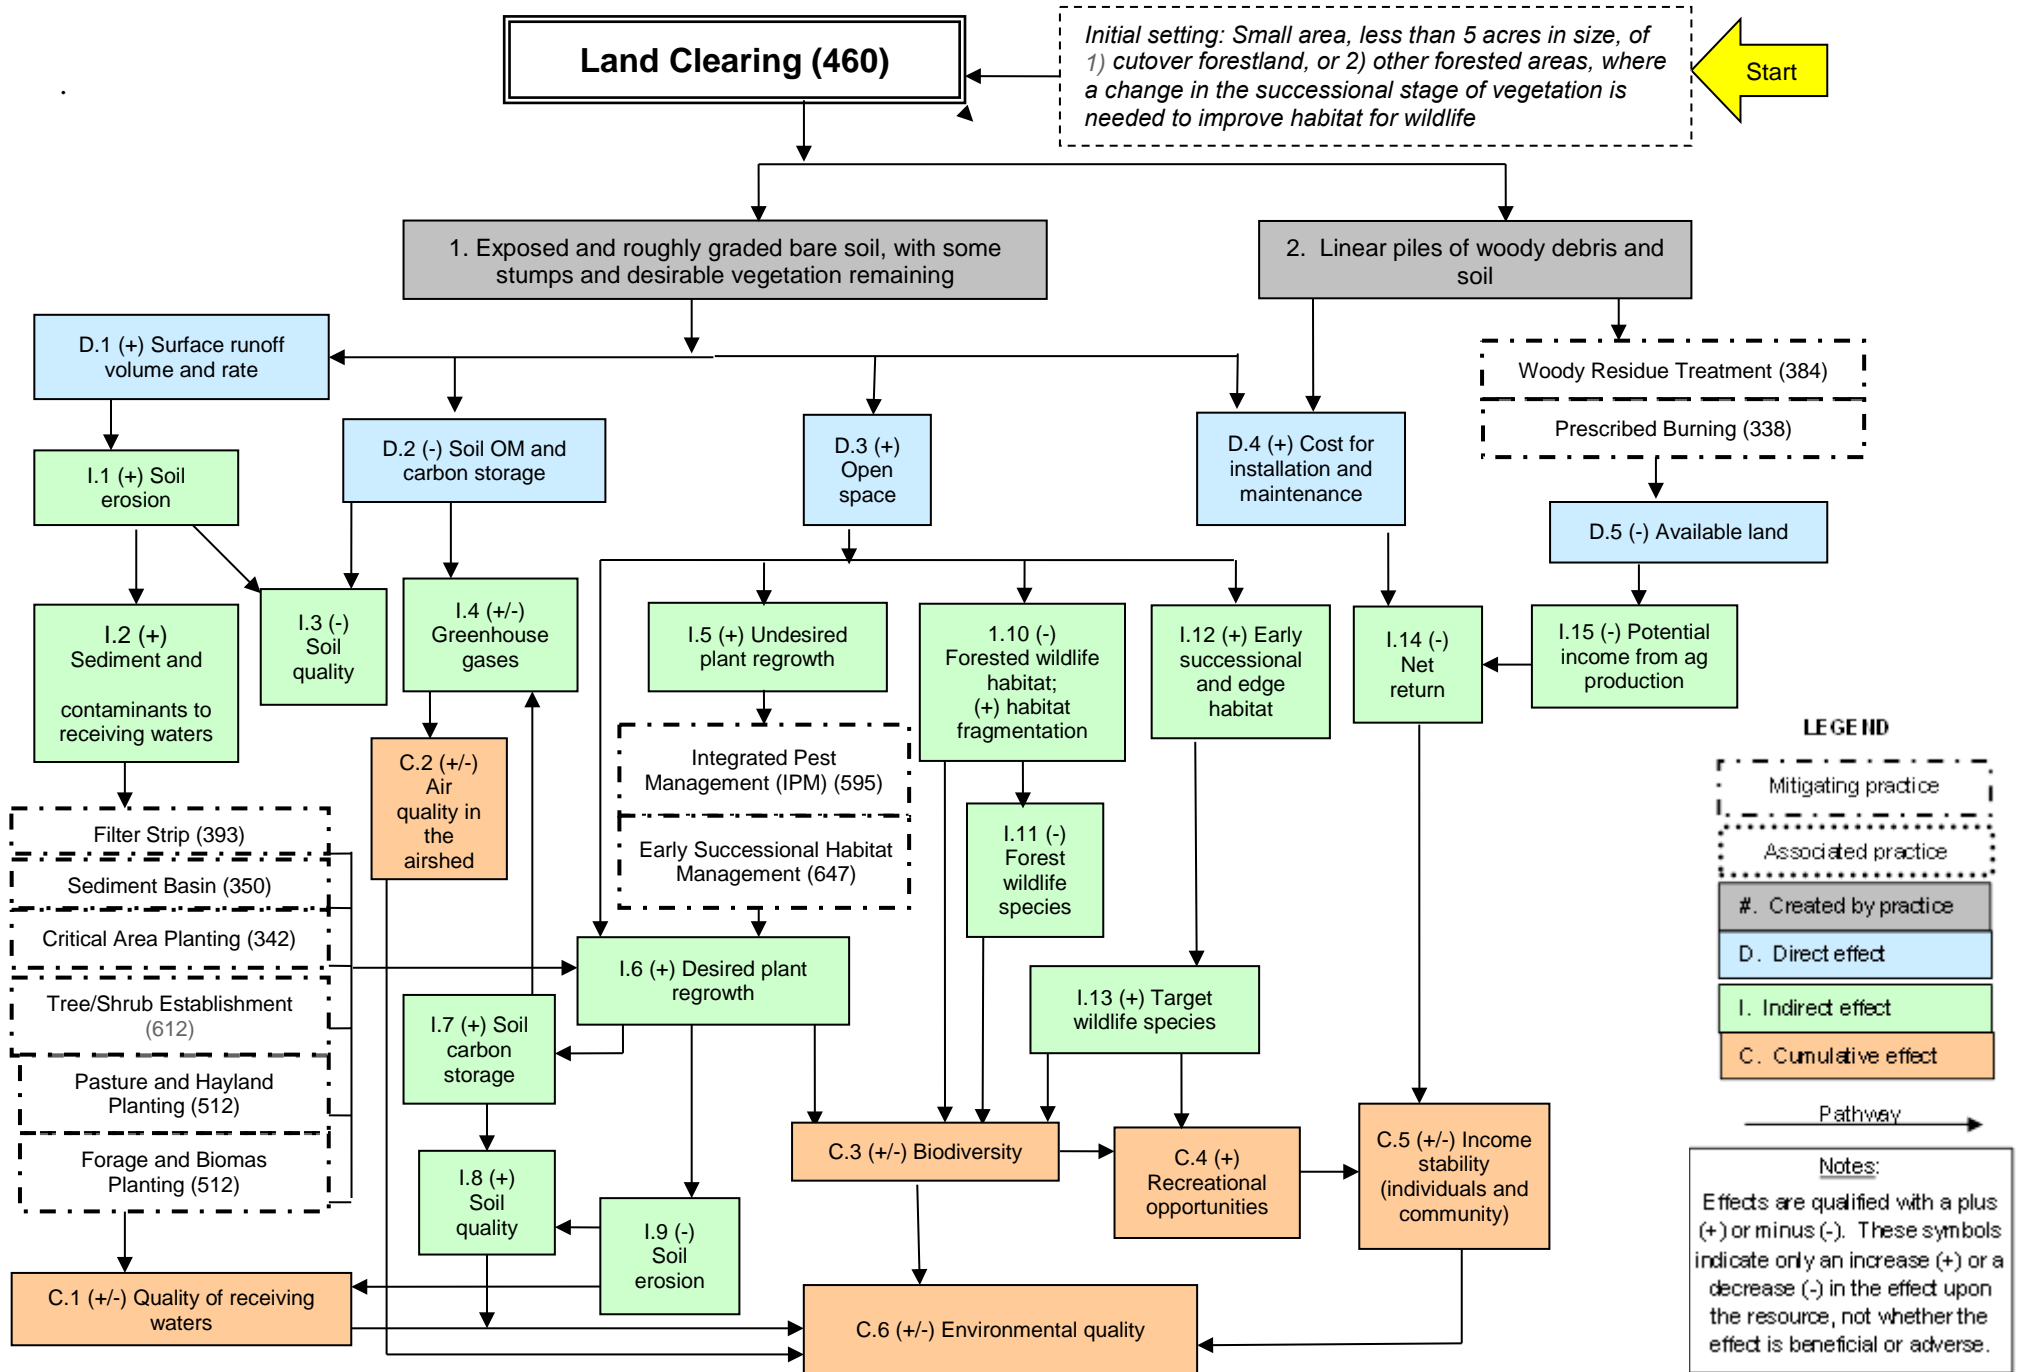 Land Clearing (460)
Initial setting: Small area, less than 5 acres in size, of
1) cutover forestland, or 2) other forested areas, where
a change in the successional stage of vegetation is
needed to improve habitat for wildlife
Start
.
1. Exposed and roughly graded bare soil, with some
stumps and desirable vegetation remaining
2. Linear piles of woody debris and
soil
D.1 (+) Surface runoff
volume and rate
D.2 (-) Soil OM and
carbon storage
D.3 (+)
Open
space
D.4 (+) Cost for
installation and
maintenance
Woody Residue Treatment (384)
Prescribed Burning (338)
D.5 (-) Available land
I.1 (+) Soil
erosion
I.2 (+)
Sediment and
contaminants to
receiving waters
I.3 (-)
Soil
quality
I.4 (+/-)
Greenhouse
gases
I.5 (+) Undesired
plant regrowth
1.10 (-)
Forested wildlife
habitat;
(+) habitat
fragmentation
I.12 (+) Early
successional
and edge
habitat
I.14 (-)
Net
return
I.15 (-) Potential
income from ag
production
C.2 (+/-)
Air
quality in
the
airshed
Integrated Pest
Management (IPM) (595)
Early Successional Habitat
Management (647)
I.11 (-)
Forest
wildlife
species
Filter Strip (393)
Sediment Basin (350)
Critical Area Planting (342)
Tree/Shrub Establishment
(612)
Pasture and Hayland
Planting (512)
Forage and Biomas
Planting (512)
I.6 (+) Desired plant
regrowth
I.7 (+) Soil
carbon
storage
I.13 (+) Target
wildlife species
I.8 (+)
Soil
quality
I.9 (-)
Soil
erosion
C.3 (+/-) Biodiversity
C.4 (+)
Recreational
opportunities
C.5 (+/-) Income
stability
(individuals and
community)
C.1 (+/-) Quality of receiving
waters
C.6 (+/-) Environmental quality
LEGEND
Mitigating practice
Associated practice
#. Created by practice
D. Direct effect
I. Indirect effect
C. Cumulative effect
Pathway
Notes:
Effects are qualified with a plus
(+) or minus (-). These symbols
indicate only an increase (+) or a
decrease (-) in the effect upon
the resource, not whether the
effect is beneficial or adverse.